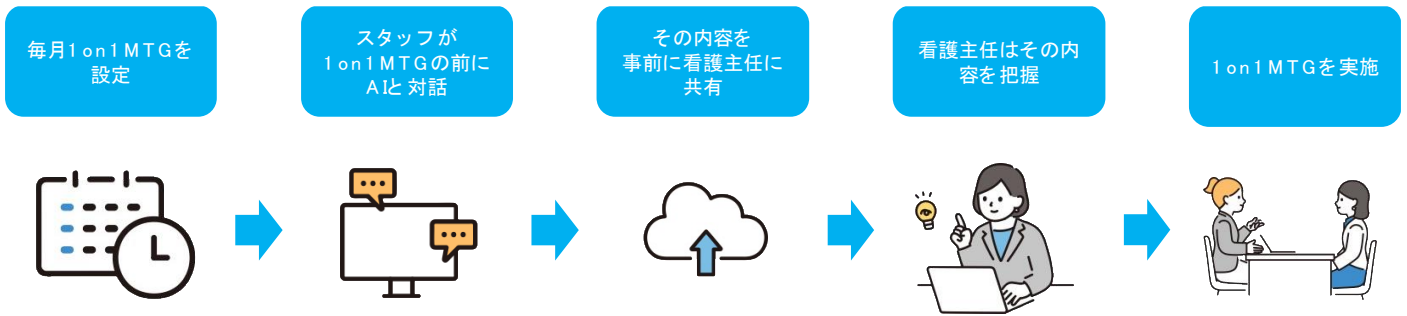 毎月1on1MTGを
設定
スタッフが
1on1MTGの前に
AIと対話
その内容を
事前に看護主任に
共有
看護主任はその内
容を把握
1on1MTGを実施